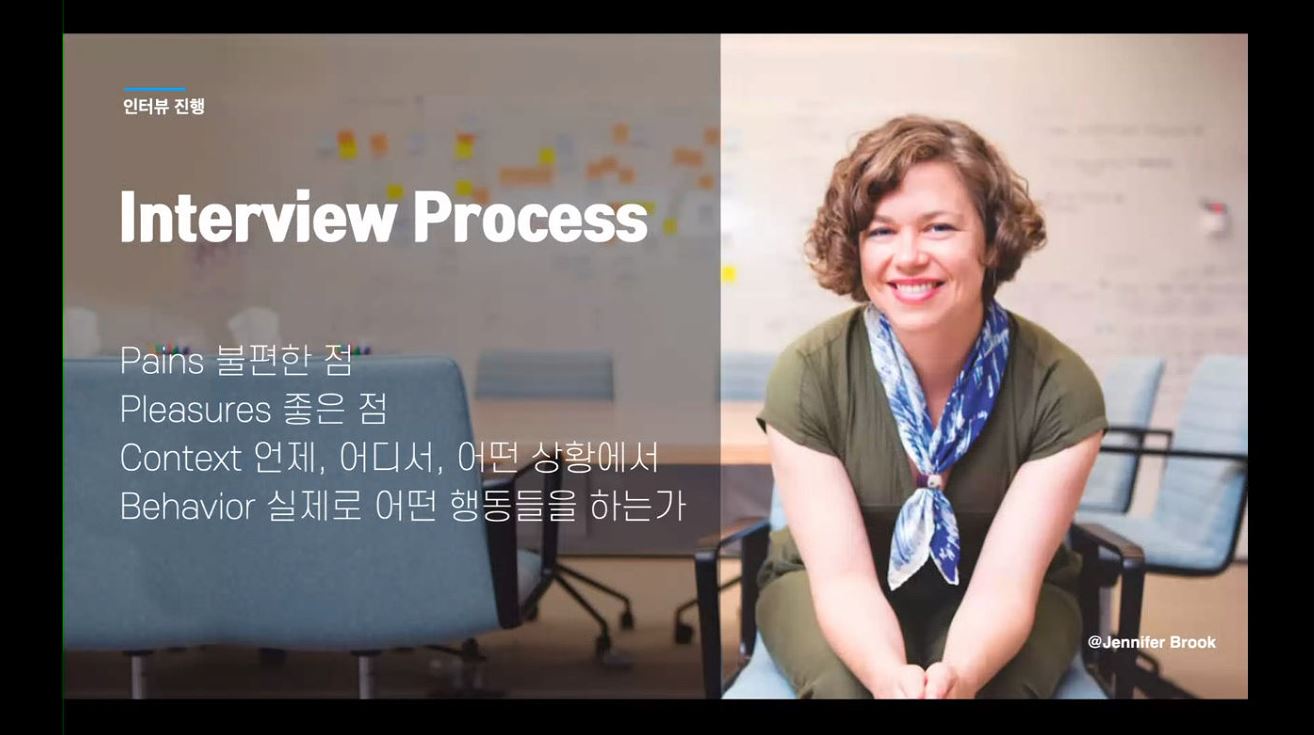 인터뷰 진행
Interview Process
Pains 불편한 점
Pleasures 좋은 점
Context 언제, 어디서, 어떤 상황에서
Behavior 실제로 어떤 행동들을 하는가
@Jennifer Brook